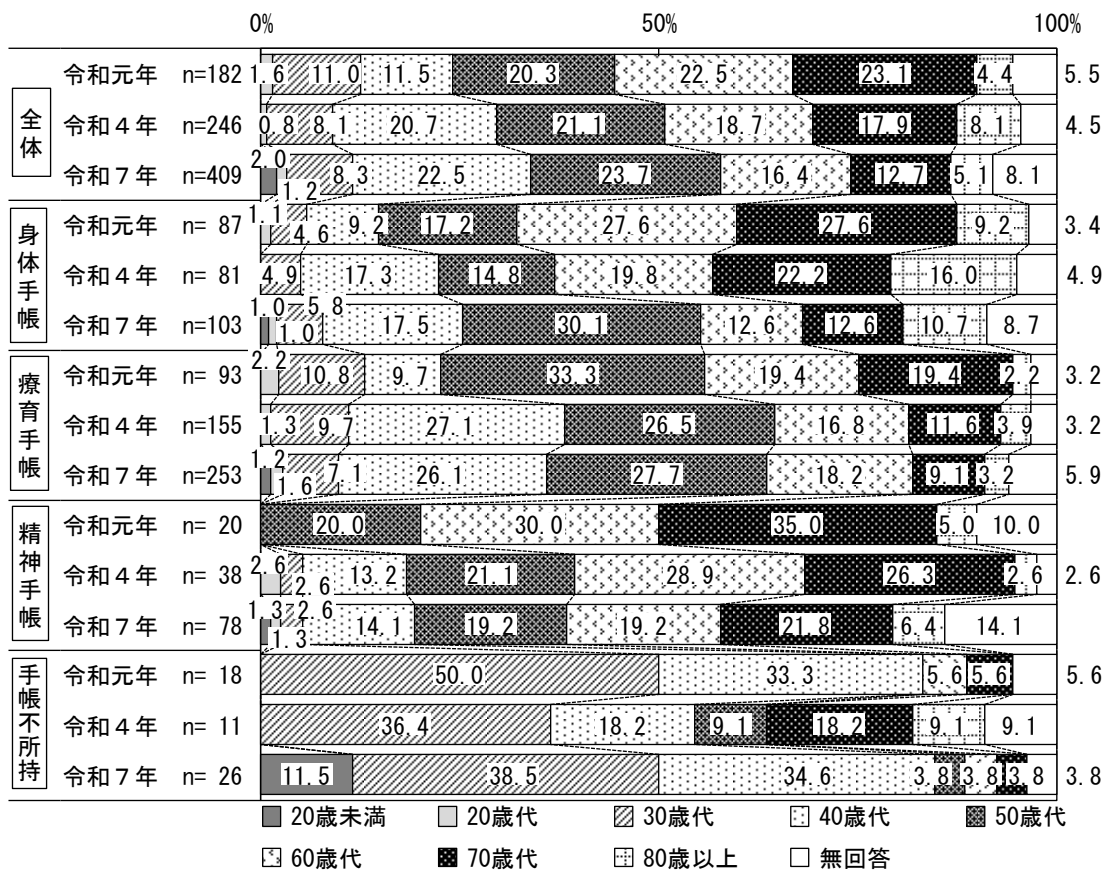 0% 50% 100%
全体
令和元年 n=182 1.6 11.0 11.5 20.3 22.5 23.1 4.4 5.5
令和４年 n=246 0.8 8.1 20.7 21.1 18.7 17.9 8.1 4.5
令和７年 n=409 2.0 1.2 8.3 22.5 23.7 16.4 12.7 5.1 8.1
身体手帳
令和元年 n= 87 1.1 4.6 9.2 17.2 27.6 27.6 9.2 3.4
令和４年 n= 81 4.9 17.3 14.8 19.8 22.2 16.0 4.9
令和７年 n=103 1.0 1.0 5.8 17.5 30.1 12.6 12.6 10.7 8.7
療育手帳
令和元年 n= 93 2.2 10.8 9.7 33.3 19.4 19.4 2.2 3.2
令和４年 n=155 1.3 9.7 27.1 26.5 16.8 11.6 3.9 3.2
令和７年 n=253 1.2 1.6 7.1 26.1 27.7 18.2 9.1 3.2 5.9
精神手帳
令和元年 n= 20 20.0 30.0 35.0 5.0 10.0
令和４年 n= 38 2.6 2.6 13.2 21.1 28.9 26.3 2.6 2.6
令和７年 n= 78 1.3 1.3 2.6 14.1 19.2 19.2 21.8 6.4 14.1
手帳不所持
令和元年 n= 18 50.0 33.3 5.6 5.6 5.6
令和４年 n= 11 36.4 18.2 9.1 18.2 9.1 9.1
令和７年 n= 26 11.5 38.5 34.6 3.8 3.8 3.8 3.8
20歳未満 20歳代 30歳代 40歳代 50歳代
60歳代 70歳代 80歳以上 無回答